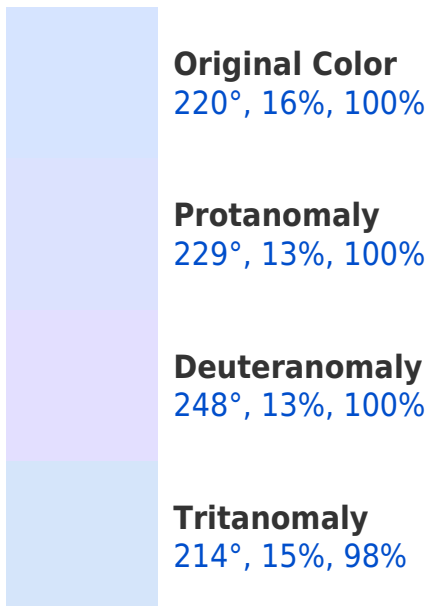 Original Color
220°, 16%, 100%
Protanomaly
229°, 13%, 100%
Deuteranomaly
248°, 13%, 100%
Tritanomaly
214°, 15%, 98%